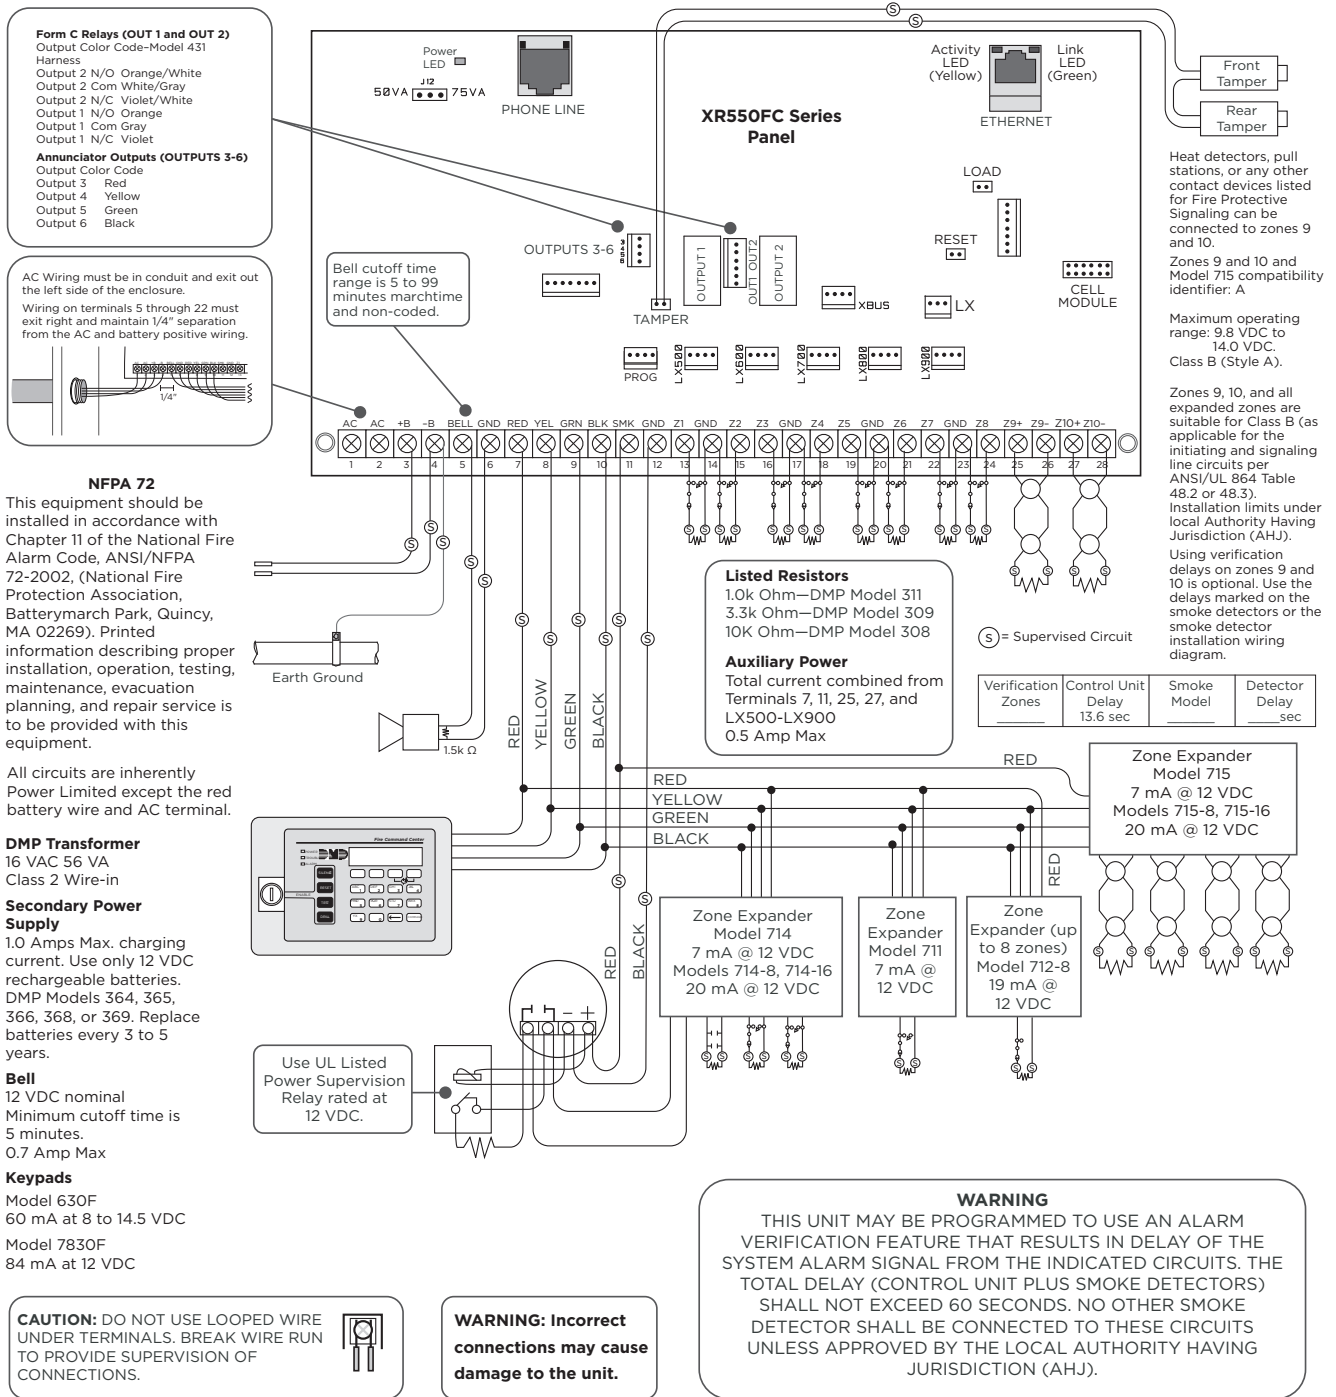 Form C Relays (OUT 1 and OUT 2)
Output Color Code–Model 431
Harness
Output 2 N/O Orange/White
Output 2 Com White/Gray
Output 2 N/C Violet/White
Output 1 N/O Orange
Output 1 Com Gray
Output 1 N/C Violet
Annunciator Outputs (OUTPUTS 3-6)
Output Color Code
Output 3 Red
Output 4 Yellow
Output 5 Green
Output 6 Black
AC Wiring must be in conduit and exit out
the left side of the enclosure.
Wiring on terminals 5 through 22 must
exit right and maintain 1/4" separation
from the AC and battery positive wiring.
1/4"
Power
LED
J12
50VA
75VA
PHONE LINE
XR550FC Series
Panel
Activity
LED
(Yellow)
Link
LED
(Green)
ETHERNET
S
S
Front
Tamper
Rear
Tamper
LOAD
RESET
CELL
MODULE
OUTPUTS 3-6
3
4
5
6
OUTPUT 1
OUT1 OUT2
OUTPUT 2
TAMPER
XBUS
LX
PROG
LX500
LX600
LX700
LX800
LX900
Bell cutoff time
range is 5 to 99
minutes marchtime
and non-coded.
AC AC +B –B BELL GND RED YEL GRN BLK SMK GND Z1 GND Z2 Z3 GND Z4 Z5 GND Z6 Z7 GND Z8 Z9+ Z9- Z10+ Z10-
1 2 3 4 5 6 7 8 9 10 11 12 13 14 15 16 17 18 19 20 21 22 23 24 25 26 27 28
Heat detectors, pull
stations, or any other
contact devices listed
for Fire Protective
Signaling can be
connected to zones 9
and 10.
Zones 9 and 10 and
Model 715 compatibility
identifier: A
Maximum operating
range: 9.8 VDC to
14.0 VDC.
Class B (Style A).
Zones 9, 10, and all
expanded zones are
suitable for Class B (as
applicable for the
initiating and signaling
line circuits per
ANSI/UL 864 Table
48.2 or 48.3).
Installation limits under
local Authority Having
Jurisdiction (AHJ).
Using verification
delays on zones 9 and
10 is optional. Use the
delays marked on the
smoke detectors or the
smoke detector
installation wiring
diagram.
NFPA 72
This equipment should be
installed in accordance with
Chapter 11 of the National Fire
Alarm Code, ANSI/NFPA
72-2002, (National Fire
Protection Association,
Batterymarch Park, Quincy,
MA 02269). Printed
information describing proper
installation, operation, testing,
maintenance, evacuation
planning, and repair service is
to be provided with this
equipment.
All circuits are inherently
Power Limited except the red
battery wire and AC terminal.
DMP Transformer
16 VAC 56 VA
Class 2 Wire-in
Secondary Power
Supply
1.0 Amps Max. charging
current. Use only 12 VDC
rechargeable batteries.
DMP Models 364, 365,
366, 368, or 369. Replace
batteries every 3 to 5
years.
Bell
12 VDC nominal
Minimum cutoff time is
5 minutes.
0.7 Amp Max
Keypads
Model 630F
60 mA at 8 to 14.5 VDC
Model 7830F
84 mA at 12 VDC
Earth Ground
1.5k Ω
RED
YELLOW
GREEN
BLACK
Listed Resistors
1.0k Ohm—DMP Model 311
3.3k Ohm—DMP Model 309
10K Ohm—DMP Model 308
Auxiliary Power
Total current combined from
Terminals 7, 11, 25, 27, and
LX500-LX900
0.5 Amp Max
S = Supervised Circuit
Verification
Zones
______
Control Unit
Delay
13.6 sec
Smoke
Model
______
Detector
Delay
____sec
RED
RED
YELLOW
GREEN
BLACK
RED
Zone Expander
Model 715
7 mA @ 12 VDC
Models 715-8, 715-16
20 mA @ 12 VDC
Fire Command Center
DMP
RED
BLACK
Zone Expander
Model 714
7 mA @ 12 VDC
Models 714-8, 714-16
20 mA @ 12 VDC
Zone
Expander
Model 711
7 mA @
12 VDC
Zone
Expander (up
to 8 zones)
Model 712-8
19 mA @
12 VDC
– +
Use UL Listed
Power Supervision
Relay rated at
12 VDC.
CAUTION: DO NOT USE LOOPED WIRE
UNDER TERMINALS. BREAK WIRE RUN
TO PROVIDE SUPERVISION OF
CONNECTIONS.
WARNING: Incorrect
connections may cause
damage to the unit.
WARNING
THIS UNIT MAY BE PROGRAMMED TO USE AN ALARM
VERIFICATION FEATURE THAT RESULTS IN DELAY OF THE
SYSTEM ALARM SIGNAL FROM THE INDICATED CIRCUITS. THE
TOTAL DELAY (CONTROL UNIT PLUS SMOKE DETECTORS)
SHALL NOT EXCEED 60 SECONDS. NO OTHER SMOKE
DETECTOR SHALL BE CONNECTED TO THESE CIRCUITS
UNLESS APPROVED BY THE LOCAL AUTHORITY HAVING
JURISDICTION (AHJ).